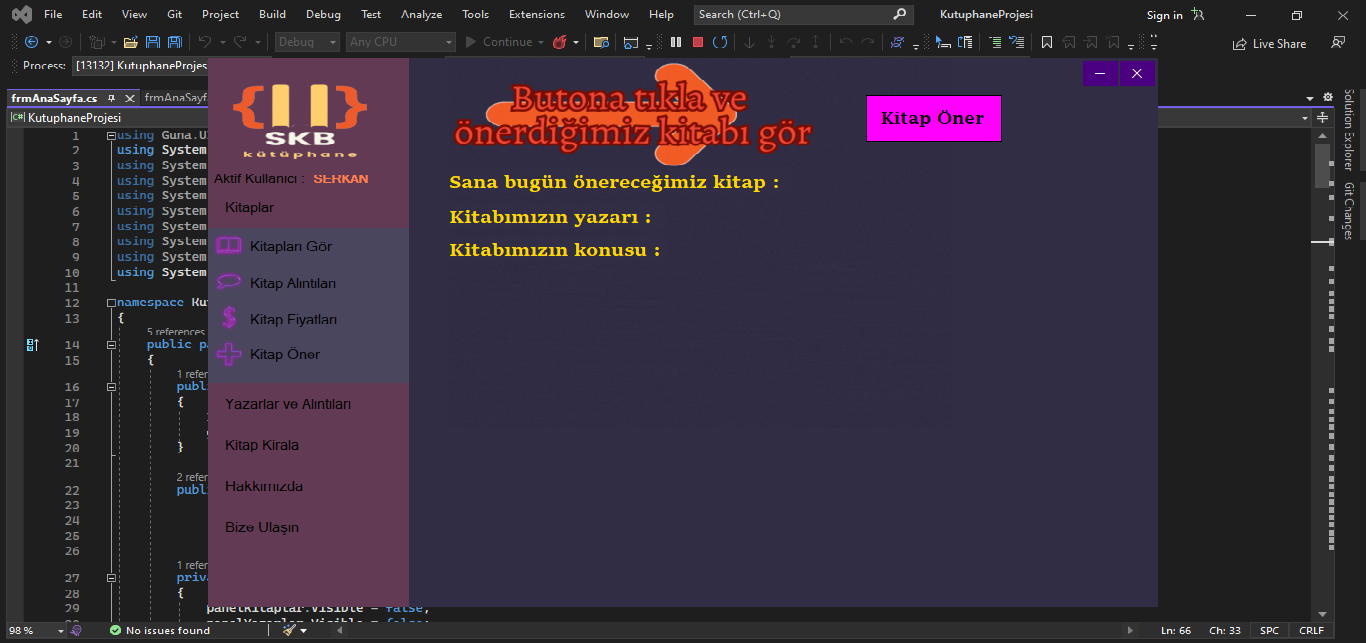 File Edit View Git Project Build Debug Test Analyze Tools Extensions Window Help Search (Ctrl+Q) KutuphaneProjesi Sign in
Debug Any CPU Continue Live Share
Process: [13132] KutuphaneProjes
frmAnaSayfa.cs frmAnaSayf
C# KutuphaneProjesi
1 using Guna.U
2 using System
3 using System
4 using System
5 using System
6 using System
7 using System
8 using System
9 using System
10 using System
11
12 namespace Ku
13 {
5 references
14 public pa
15 {
1 refer
16 publi
17 {
18
19
20 }
21
2 refer
22 publi
23
24
25
26
1 refe
27 priva
28 {
29 panelKitaplar.Visible = false;
SKB
kütüphane
Aktif Kullanıcı : SERKAN
Kitaplar
Kitapları Gör
Kitap Alıntıları
Kitap Fiyatları
Kitap Öner
Yazarlar ve Alıntıları
Kitap Kirala
Hakkımızda
Bize Ulaşın
Butona tıkla ve
önerdiğimiz kitabı gör
Kitap Öner
Sana bugün önereceğimiz kitap :
Kitabımızın yazarı :
Kitabımızın konusu :
Solution Explorer
Git Changes
98 % No issues found Ln: 66 Ch: 33 SPC CRLF